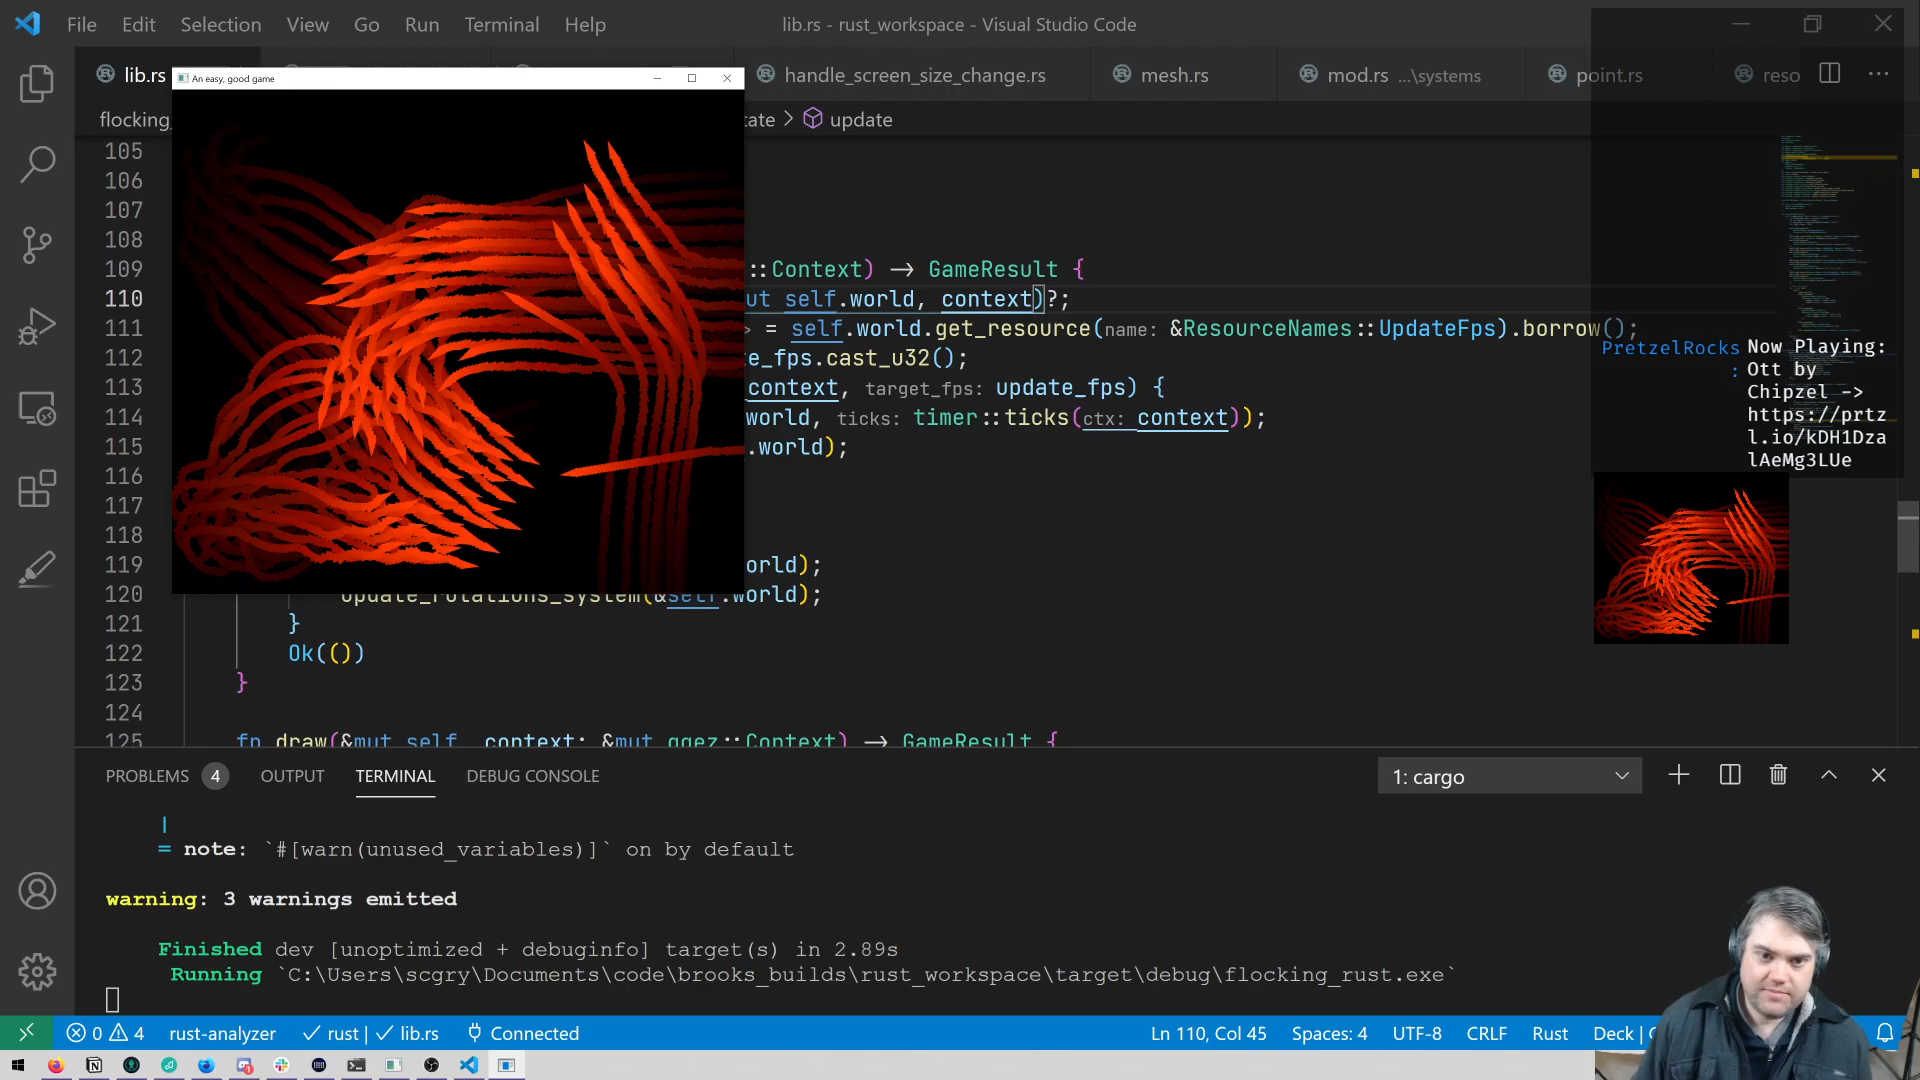 File Edit Selection View Go Run Terminal Help
lib.rs - rust_workspace - Visual Studio Code
lib.rs
handle_screen_size_change.rs
mesh.rs
mod.rs ...\systems
point.rs
reso
An easy, good game
flocking_
tate > update
105
106
107
108
109 ::Context) -> GameResult {
110 ut self.world, context)?;
111 > = self.world.get_resource(name: &ResourceNames::UpdateFps).borrow();
112 e_fps.cast_u32();
113 context, target_fps: update_fps) {
114 world, ticks: timer::ticks(ctx: context));
115 .world);
116
117
118
119 orld);
120 update_rotations_system(&self.world);
121 }
122 Ok(())
123 }
124
125 fn draw(&mut self, context: &mut ggez::Context) -> GameResult {
PretzelRocks: Now Playing:
Ott by
Chipzel ->
https://prtz
l.io/kDH1Dza
lAeMg3LUe
PROBLEMS 4 OUTPUT TERMINAL DEBUG CONSOLE
1: cargo
|
= note: `#[warn(unused_variables)]` on by default
warning: 3 warnings emitted
Finished dev [unoptimized + debuginfo] target(s) in 2.89s
Running `C:\Users\scgry\Documents\code\brooks_builds\rust_workspace\target\debug\flocking_rust.exe`
0 4 rust-analyzer ✓ rust | ✓ lib.rs Connected
Ln 110, Col 45 Spaces: 4 UTF-8 CRLF Rust Deck |